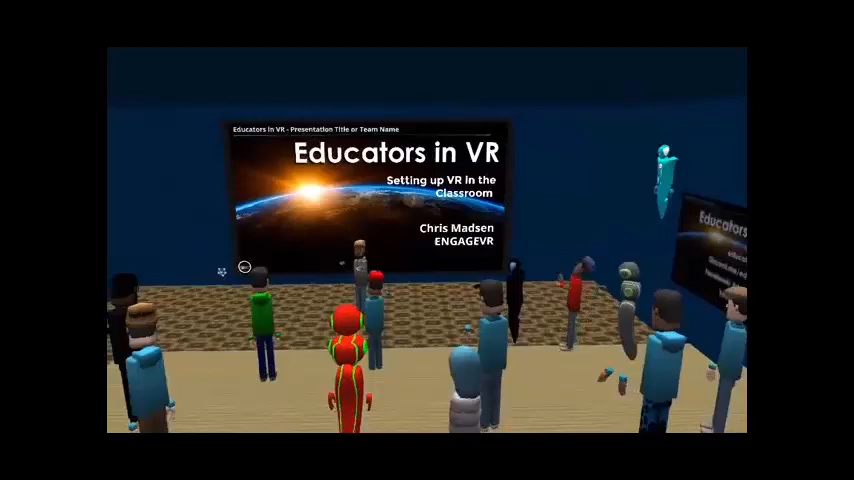 Educators in VR - Presentation Title or Team Name
Educators in VR
Setting up VR in the
Classroom
Chris Madsen
ENGAGEVR
Educators